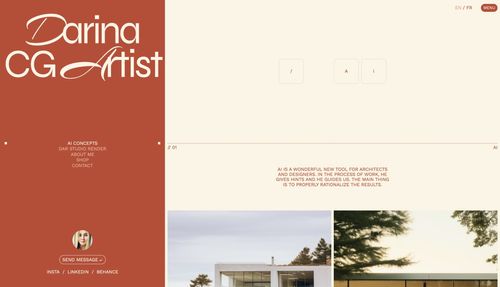 Darina
CG Artist
AI CONCEPTS
DAR STUDIO RENDER
ABOUT ME
SHOP
CONTACT
SEND MESSAGE
INSTA / LINKEDIN / BEHANCE
EN / FR
MENU
/ A I
// 01
AI
AI IS A WONDERFUL NEW TOOL FOR ARCHITECTS
AND DESIGNERS. IN THE PROCESS OF WORK, HE
GIVES HINTS AND HE GUIDES US. THE MAIN THING
IS TO PROPERLY RATIONALIZE THE RESULTS.